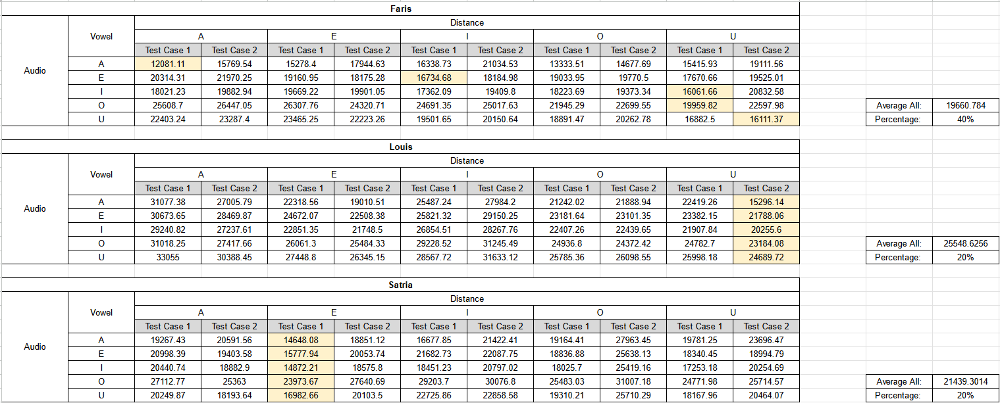 Faris
Distance
Vowel A E I O U
Test Case 1 Test Case 2 Test Case 1 Test Case 2 Test Case 1 Test Case 2 Test Case 1 Test Case 2 Test Case 1 Test Case 2
Audio
A 12081.11 15769.54 15278.4 17944.63 16338.73 21034.53 13333.51 14677.69 15415.93 19111.56
E 20314.31 21970.25 19160.95 18175.28 16734.68 18184.98 19033.95 19770.5 17670.66 19525.01
I 18021.23 19882.94 19669.22 19901.05 17362.09 19409.8 18223.69 19373.34 16061.66 20832.58
O 25608.7 26447.05 26307.76 24320.71 24691.35 25017.63 21945.29 22699.55 19959.82 22597.98 Average All: 19660.784
U 22403.24 23287.4 23465.25 22223.26 19501.65 20150.64 18891.47 20262.78 16882.5 16111.37 Percentage: 40%
Louis
Distance
Vowel A E I O U
Test Case 1 Test Case 2 Test Case 1 Test Case 2 Test Case 1 Test Case 2 Test Case 1 Test Case 2 Test Case 1 Test Case 2
Audio
A 31077.38 27005.79 22318.56 19010.51 25487.24 27984.2 21242.02 21888.94 22419.26 15296.14
E 30673.65 28469.87 24672.07 22508.38 25821.32 29150.25 23181.64 23101.35 23382.15 21788.06
I 29240.82 27237.61 22851.35 21748.5 26854.51 28267.76 22407.26 22439.65 21907.84 20255.6
O 31018.25 27417.66 26061.3 25484.33 29228.52 31245.49 24936.8 24372.42 24782.7 23184.08 Average All: 25548.6256
U 33055 30388.45 27448.8 26345.15 28567.72 31633.12 25785.36 26098.55 25998.18 24689.72 Percentage: 20%
Satria
Distance
Vowel A E I O U
Test Case 1 Test Case 2 Test Case 1 Test Case 2 Test Case 1 Test Case 2 Test Case 1 Test Case 2 Test Case 1 Test Case 2
Audio
A 19267.43 20591.56 14648.08 18851.12 16677.85 21422.41 19164.41 27963.45 19781.25 23696.47
E 20998.39 19403.58 15777.94 20053.74 21682.73 22087.75 18836.88 25638.13 18340.45 18994.79
I 20440.74 18882.9 14872.21 18575.8 18451.23 20797.02 18025.7 25419.16 17253.18 20254.69
O 27112.77 25363 23973.67 27640.69 29203.7 30076.8 25483.03 31007.18 24771.98 25714.57 Average All: 21439.3014
U 20249.87 18193.64 16982.66 20103.5 22725.86 22858.58 19310.21 25710.29 18167.96 20464.07 Percentage: 20%